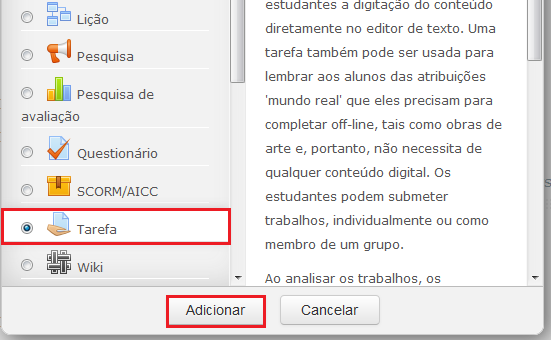 Lição
Pesquisa
Pesquisa de
avaliação
Questionário
SCORM/AICC
Tarefa
Wiki
estudantes a digitação do conteúdo
diretamente no editor de texto. Uma
tarefa também pode ser usada para
lembrar aos alunos das atribuições
'mundo real' que eles precisam para
completar off-line, tais como obras de
arte e, portanto, não necessita de
qualquer conteúdo digital. Os
estudantes podem submeter
trabalhos, individualmente ou como
membro de um grupo.
Ao analisar os trabalhos, os
Adicionar
Cancelar